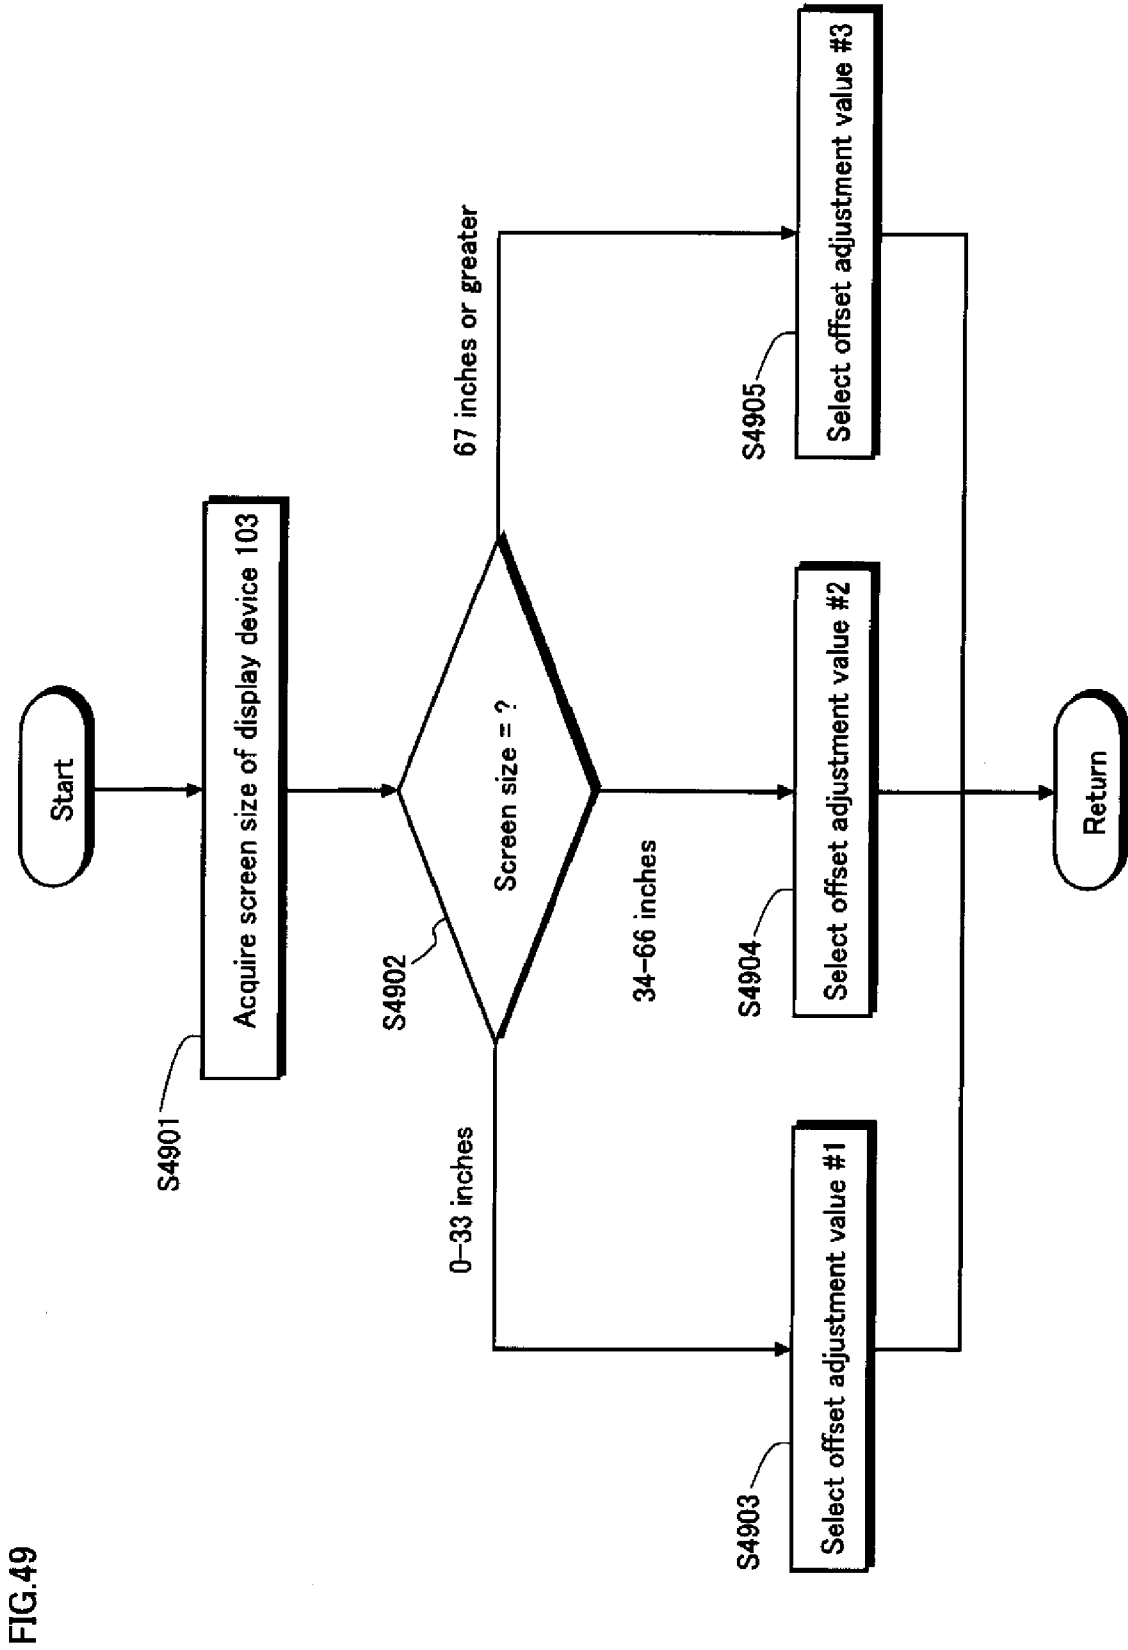 FIG.49
Start
S4901
Acquire screen size of display device 103
S4902
Screen size = ?
0-33 inches
34-66 inches
67 inches or greater
S4903
Select offset adjustment value #1
S4904
Select offset adjustment value #2
S4905
Select offset adjustment value #3
Return